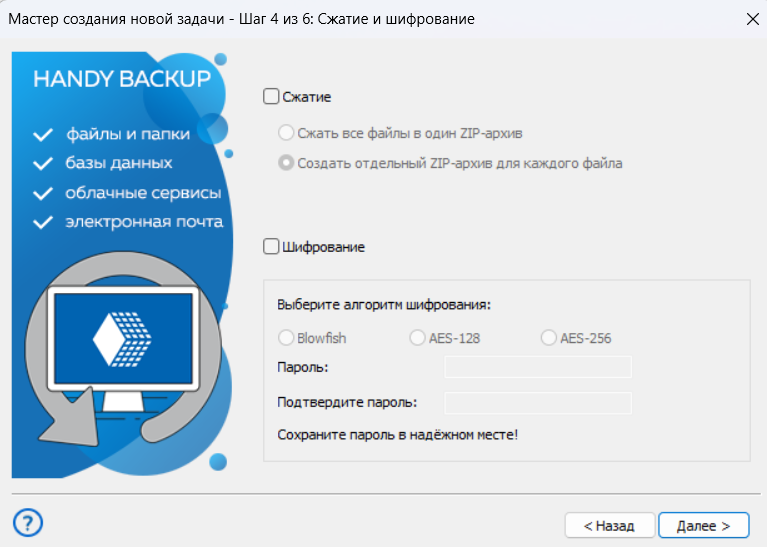 Мастер создания новой задачи - Шаг 4 из 6: Сжатие и шифрование
HANDY BACKUP
файлы и папки
базы данных
облачные сервисы
электронная почта
Сжатие
Сжать все файлы в один ZIP-архив
Создать отдельный ZIP-архив для каждого файла
Шифрование
Выберите алгоритм шифрования:
Blowfish AES-128 AES-256
Пароль:
Подтвердите пароль:
Сохраните пароль в надёжном месте!
?
< Назад Далее >